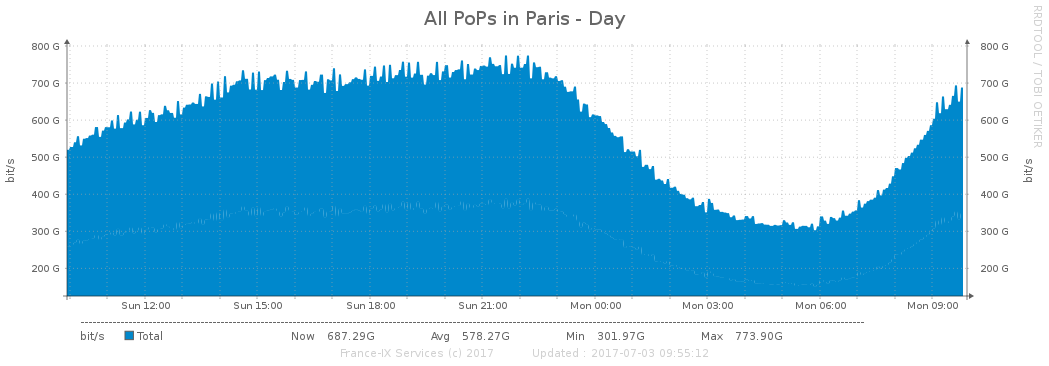 All PoPs in Paris - Day
RRDTOOL / TOBI OETIKER
800 G 800 G
700 G 700 G
600 G 600 G
500 G 500 G
400 G 400 G
300 G 300 G
200 G 200 G
bit/s bit/s
Sun 12:00 Sun 15:00 Sun 18:00 Sun 21:00 Mon 00:00 Mon 03:00 Mon 06:00 Mon 09:00
bit/s Total Now 687.29G Avg 578.27G Min 301.97G Max 773.90G
France-IX Services (c) 2017 Updated : 2017-07-03 09:55:12